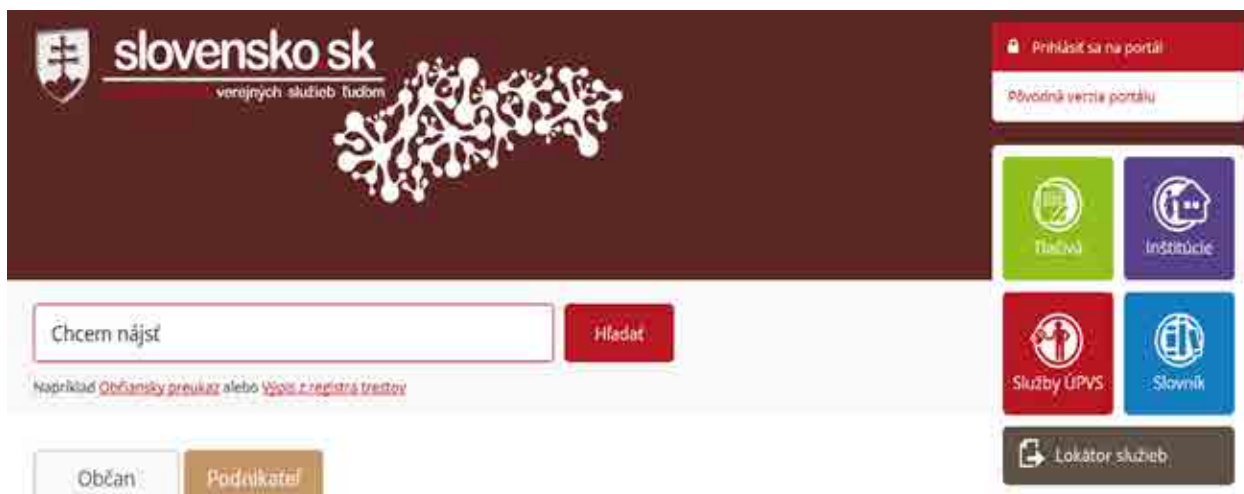 slovensko sk
verejných služieb ľuďom
Prihlásiť sa na portál
Pôvodná verzia portálu
Tlačivá
Inštitúcie
Chcem nájsť
Hľadať
Napríklad Občiansky preukaz alebo Výpis z registra trestov
Služby ÚPVS
Slovník
Lokátor služieb
Občan
Podnikateľ